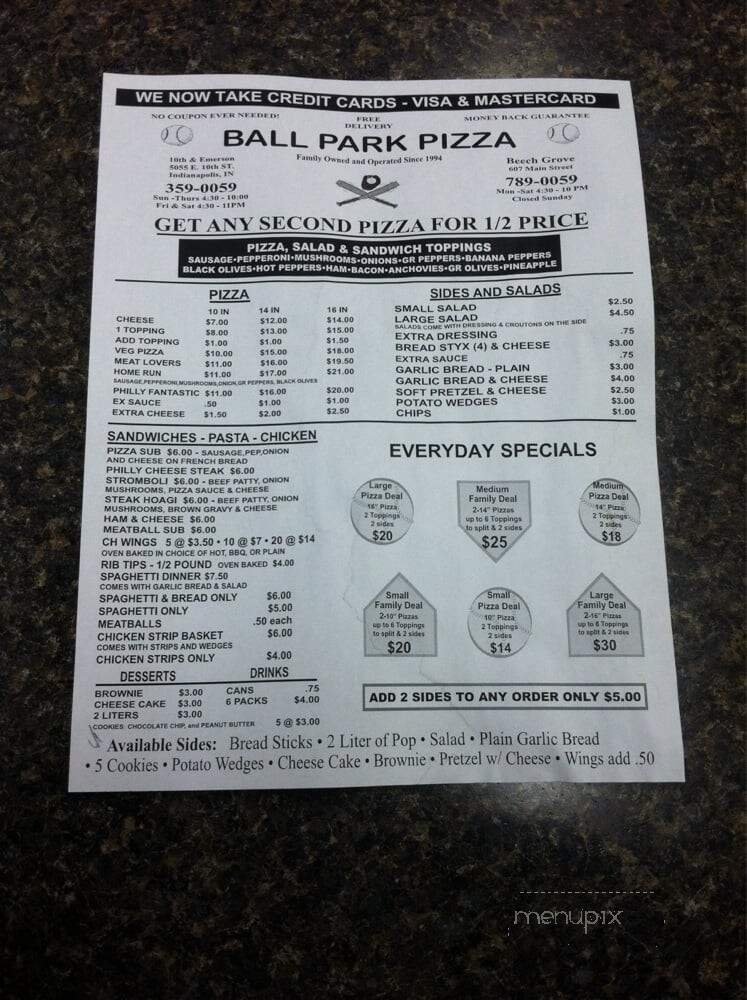 WE NOW TAKE CREDIT CARDS - VISA & MASTERCARD
NO COUPON EVER NEEDED!
FREE
DELIVERY
MONEY BACK GUARANTEE
BALL PARK PIZZA
Family Owned and Operated Since 1994
10th & Emerson
5055 E. 10th ST.
Indianapolis, IN
359-0059
Sun -Thurs 4:30 - 10:00
Fri & Sat 4:30 - 11PM
Beech Grove
607 Main Street
789-0059
Mon -Sat 4:30 - 10 PM
Closed Sunday
GET ANY SECOND PIZZA FOR 1/2 PRICE
PIZZA, SALAD & SANDWICH TOPPINGS
SAUSAGE•PEPPERONI•MUSHROOMS•ONIONS•GR PEPPERS•BANANA PEPPERS
BLACK OLIVES•HOT PEPPERS•HAM•BACON•ANCHOVIES•GR OLIVES•PINEAPPLE
PIZZA
10 IN 14 IN 16 IN
CHEESE $7.00 $12.00 $14.00
1 TOPPING $8.00 $13.00 $15.00
ADD TOPPING $1.00 $1.00 $1.50
VEG PIZZA $10.00 $15.00 $18.00
MEAT LOVERS $11.00 $16.00 $19.50
HOME RUN $11.00 $17.00 $21.00
SAUSAGE,PEPPERONI,MUSHROOMS,ONION,GR PEPPERS, BLACK OLIVES
PHILLY FANTASTIC $11.00 $16.00 $20.00
EX SAUCE .50 $1.00 $1.00
EXTRA CHEESE $1.50 $2.00 $2.50
SIDES AND SALADS
SMALL SALAD $2.50
LARGE SALAD $4.50
SALADS COME WITH DRESSING & CROUTONS ON THE SIDE
EXTRA DRESSING .75
BREAD STYX (4) & CHEESE $3.00
EXTRA SAUCE .75
GARLIC BREAD - PLAIN $3.00
GARLIC BREAD & CHEESE $4.00
SOFT PRETZEL & CHEESE $2.50
POTATO WEDGES $3.00
CHIPS $1.00
SANDWICHES - PASTA - CHICKEN
PIZZA SUB $6.00 - SAUSAGE,PEP,ONION
AND CHEESE ON FRENCH BREAD
PHILLY CHEESE STEAK $6.00
STROMBOLI $6.00 - BEEF PATTY, ONION
MUSHROOMS, PIZZA SAUCE & CHEESE
STEAK HOAGI $6.00 - BEEF PATTY, ONION
MUSHROOMS, BROWN GRAVY & CHEESE
HAM & CHEESE $6.00
MEATBALL SUB $6.00
CH WINGS 5 @ $3.50 • 10 @ $7 • 20 @ $14
OVEN BAKED IN CHOICE OF HOT, BBQ, OR PLAIN
RIB TIPS - 1/2 POUND OVEN BAKED $4.00
SPAGHETTI DINNER $7.50
COMES WITH GARLIC BREAD & SALAD
SPAGHETTI & BREAD ONLY $6.00
SPAGHETTI ONLY $5.00
MEATBALLS .50 each
CHICKEN STRIP BASKET $6.00
COMES WITH STRIPS AND WEDGES
CHICKEN STRIPS ONLY $4.00
DESSERTS
BROWNIE $3.00
CHEESE CAKE $3.00
2 LITERS $3.00
COOKIES: CHOCOLATE CHIP, and PEANUT BUTTER 5 @ $3.00
DRINKS
CANS .75
6 PACKS $4.00
EVERYDAY SPECIALS
Large
Pizza Deal
16" Pizza
2 Toppings
2 sides
$20
Medium
Family Deal
2-14" Pizzas
up to 6 Toppings
to split & 2 sides
$25
Medium
Pizza Deal
14" Pizza
2 Toppings
2 sides
$18
Small
Family Deal
2-10" Pizzas
up to 6 Toppings
to split & 2 sides
$20
Small
Pizza Deal
10" Pizza
2 Toppings
2 sides
$14
Large
Family Deal
2-16" Pizzas
up to 6 Toppings
to split & 2 sides
$30
ADD 2 SIDES TO ANY ORDER ONLY $5.00
Available Sides: Bread Sticks • 2 Liter of Pop • Salad • Plain Garlic Bread
• 5 Cookies • Potato Wedges • Cheese Cake • Brownie • Pretzel w/ Cheese • Wings add .50
menupix